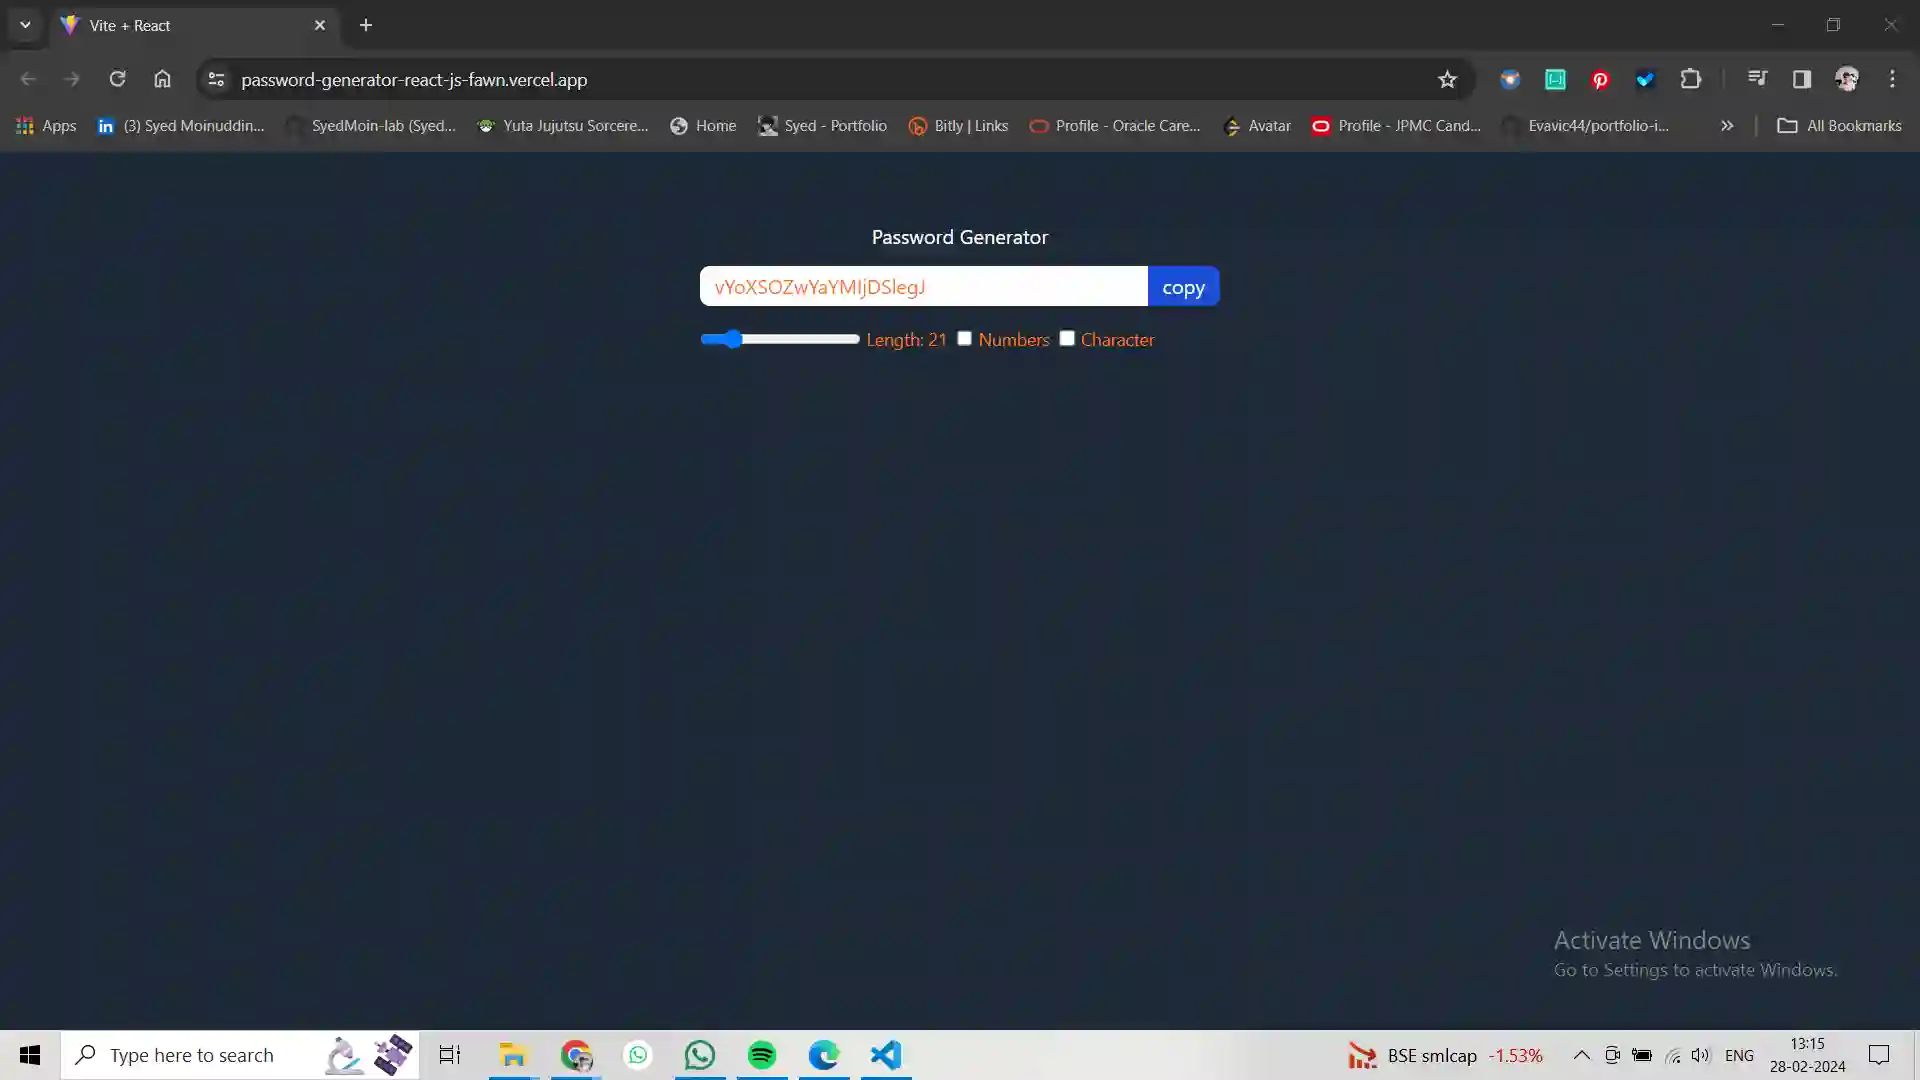 Vite + React
password-generator-react-js-fawn.vercel.app
Apps (3) Syed Moinuddin... SyedMoin-lab (Syed... Yuta Jujutsu Sorcere... Home Syed - Portfolio Bitly | Links Profile - Oracle Care... Avatar Profile - JPMC Cand... Evavic44/portfolio-i... All Bookmarks
Password Generator
vYoXSOZwYaYMljDSlegJ copy
Length: 21 Numbers Character
Activate Windows
Go to Settings to activate Windows.
Type here to search
BSE smlcap -1.53% ENG
13:15
28-02-2024